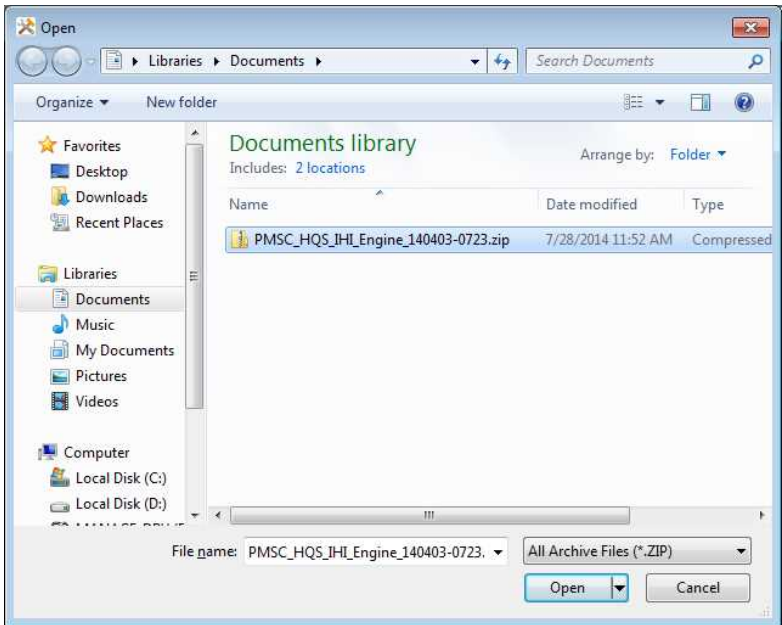 Open
Libraries Documents
Search Documents
Organize New folder
Favorites
Desktop
Downloads
Recent Places
Libraries
Documents
Music
My Documents
Pictures
Videos
Computer
Local Disk (C:)
Local Disk (D:)
Documents library
Includes: 2 locations
Arrange by: Folder
Name Date modified Type
PMSC_HQS_IHI_Engine_140403-0723.zip 7/28/2014 11:52 AM Compressed
File name: PMSC_HQS_IHI_Engine_140403-0723. All Archive Files (*.ZIP)
Open Cancel